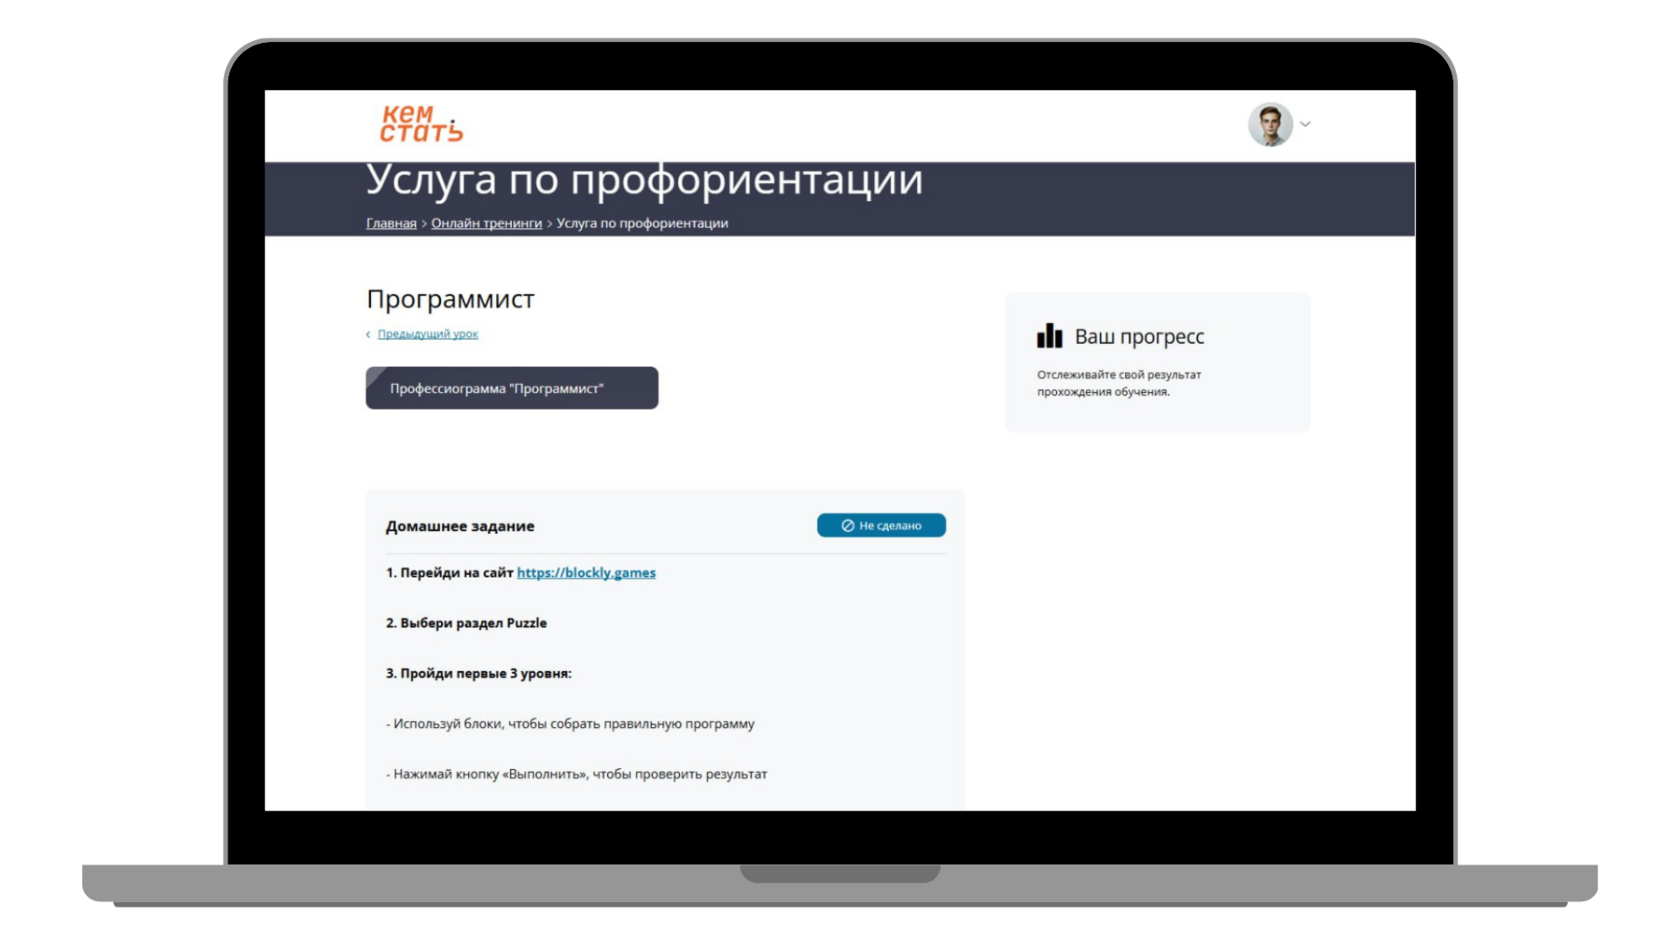 кем
стать
Услуга по профориентации
Главная > Онлайн тренинги > Услуга по профориентации
Программист
‹ Предыдущий урок
Профессиограмма "Программист"
Ваш прогресс
Отслеживайте свой результат
прохождения обучения.
Домашнее задание
Не сделано
1. Перейди на сайт https://blockly.games
2. Выбери раздел Puzzle
3. Пройди первые 3 уровня:
- Используй блоки, чтобы собрать правильную программу
- Нажимай кнопку «Выполнить», чтобы проверить результат